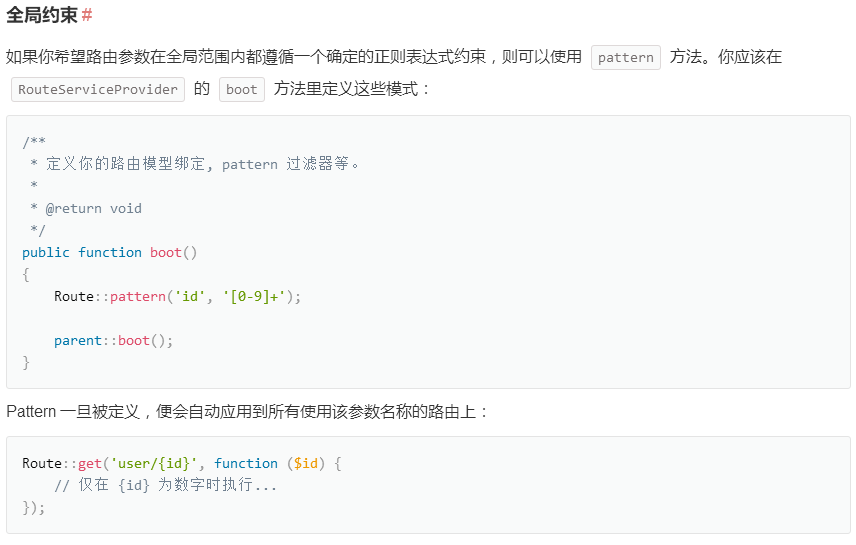 全局约束 #
如果你希望路由参数在全局范围内都遵循一个确定的正则表达式约束，则可以使用 pattern 方法。你应该在
RouteServiceProvider 的 boot 方法里定义这些模式：
/**
 * 定义你的路由模型绑定, pattern 过滤器等。
 *
 * @return void
 */
public function boot()
{
    Route::pattern('id', '[0-9]+');
    parent::boot();
}
Pattern 一旦被定义，便会自动应用到所有使用该参数名称的路由上：
Route::get('user/{id}', function ($id) {
    // 仅在 {id} 为数字时执行...
});